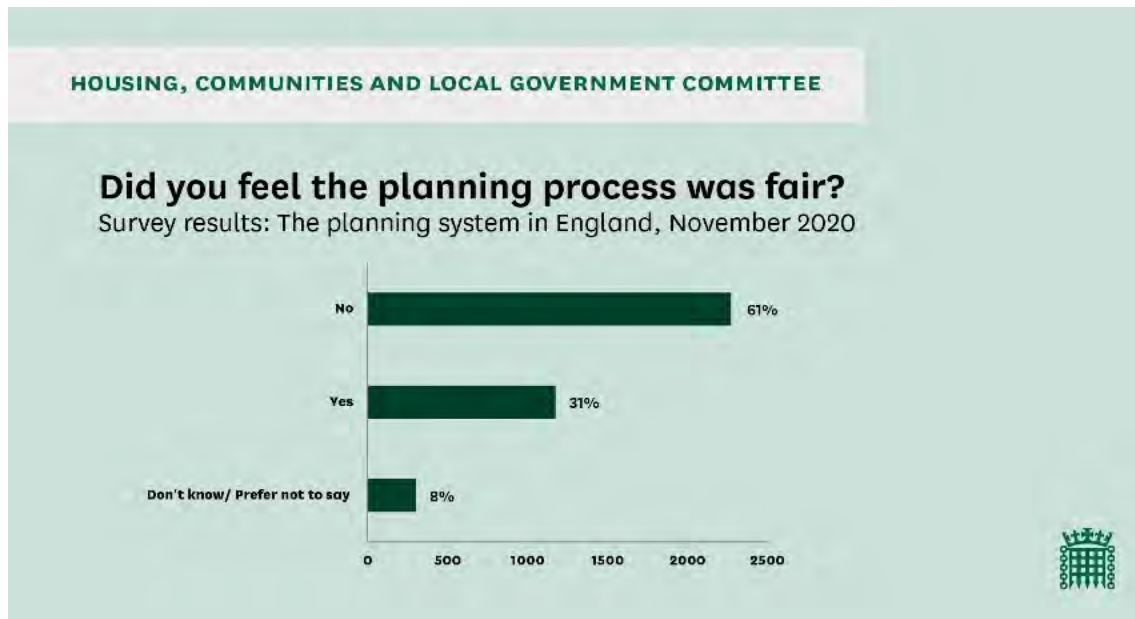 HOUSING, COMMUNITIES AND LOCAL GOVERNMENT COMMITTEE
Did you feel the planning process was fair?
Survey results: The planning system in England, November 2020
No 61%
Yes 31%
Don't know/ Prefer not to say 8%
0 500 1000 1500 2000 2500